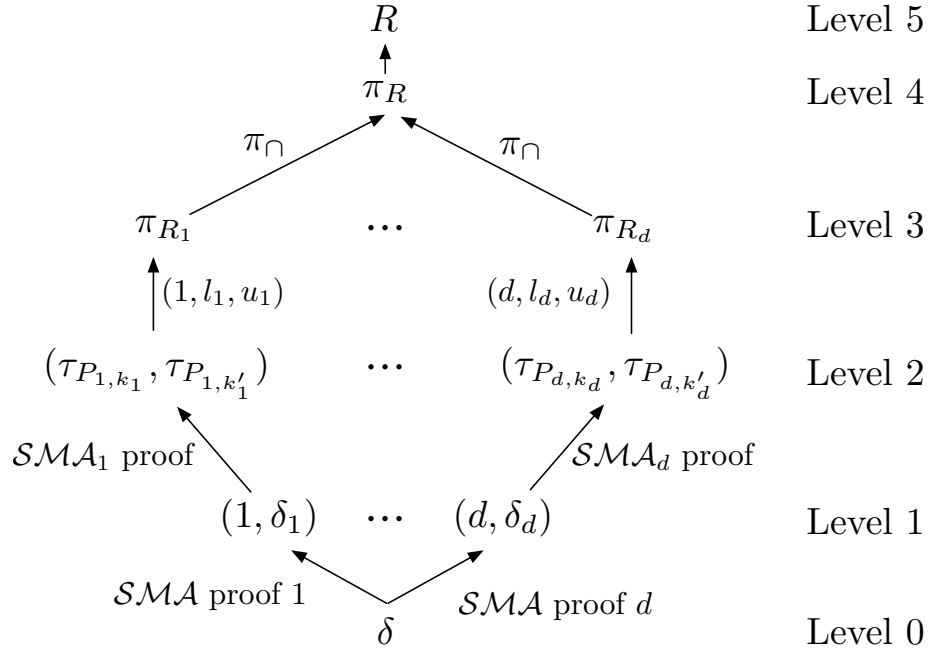 R Level 5
π_R Level 4
π_∩ π_∩
π_{R_1} ... π_{R_d} Level 3
(1, l_1, u_1) (d, l_d, u_d)
(τ_{P_{1,k_1}}, τ_{P_{1,k'_1}}) ... (τ_{P_{d,k_d}}, τ_{P_{d,k'_d}}) Level 2
𝒮ℳ𝒜_1 proof 𝒮ℳ𝒜_d proof
(1, δ_1) ... (d, δ_d) Level 1
𝒮ℳ𝒜 proof 1 𝒮ℳ𝒜 proof d
δ Level 0